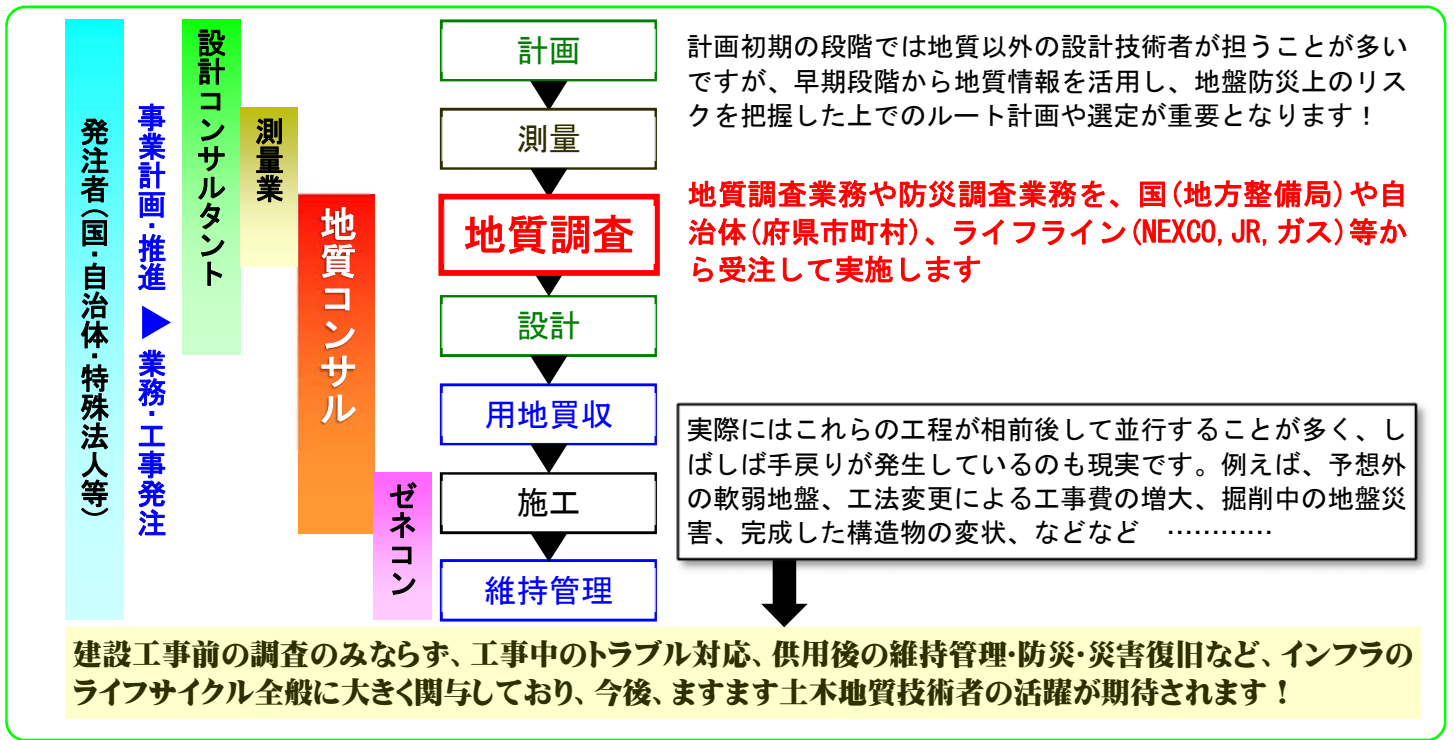 発注者(国・自治体・特殊法人等)
事業計画・推進 ▶ 業務・工事発注
設計コンサルタント
測量業
地質コンサル
ゼネコン
計画
測量
地質調査
設計
用地買収
施工
維持管理
計画初期の段階では地質以外の設計技術者が担うことが多い
ですが、早期段階から地質情報を活用し、地盤防災上のリス
クを把握した上でのルート計画や選定が重要となります！
地質調査業務や防災調査業務を、国(地方整備局)や自
治体(府県市町村)、ライフライン(NEXCO, JR, ガス)等か
ら受注して実施します
実際にはこれらの工程が相前後して並行することが多く、し
ばしば手戻りが発生しているのも現実です。例えば、予想外
の軟弱地盤、工法変更による工事費の増大、掘削中の地盤災
害、完成した構造物の変状、などなど …………
建設工事前の調査のみならず、工事中のトラブル対応、供用後の維持管理・防災・災害復旧など、インフラの
ライフサイクル全般に大きく関与しており、今後、ますます土木地質技術者の活躍が期待されます！